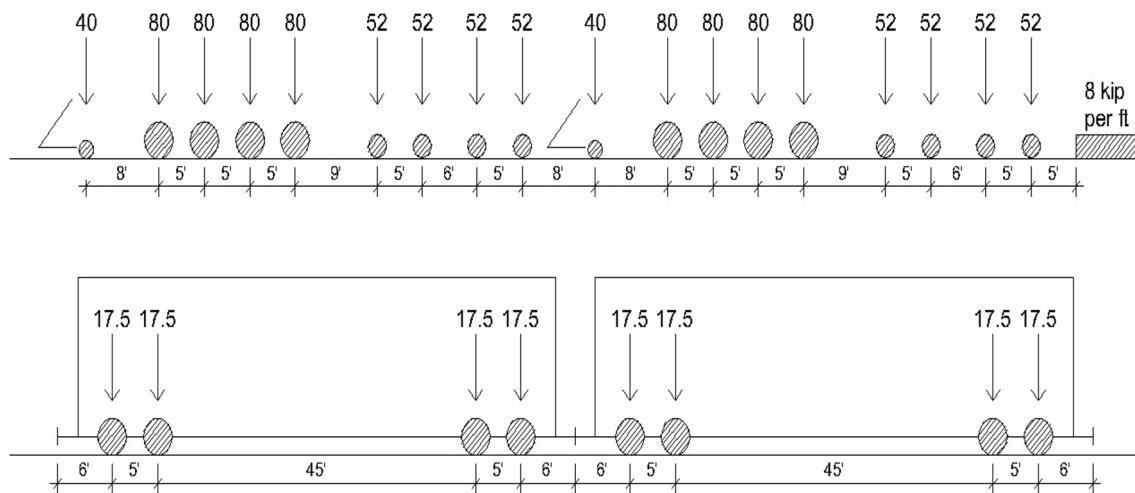 40 80 80 80 80 52 52 52 52 40 80 80 80 80 52 52 52 52
8 kip
per ft
8' 5' 5' 5' 9' 5' 6' 5' 8' 8' 5' 5' 5' 9' 5' 6' 5' 5'
17.5 17.5 17.5 17.5 17.5 17.5 17.5 17.5
6' 5' 45' 5' 6' 6' 5' 45' 5' 6'